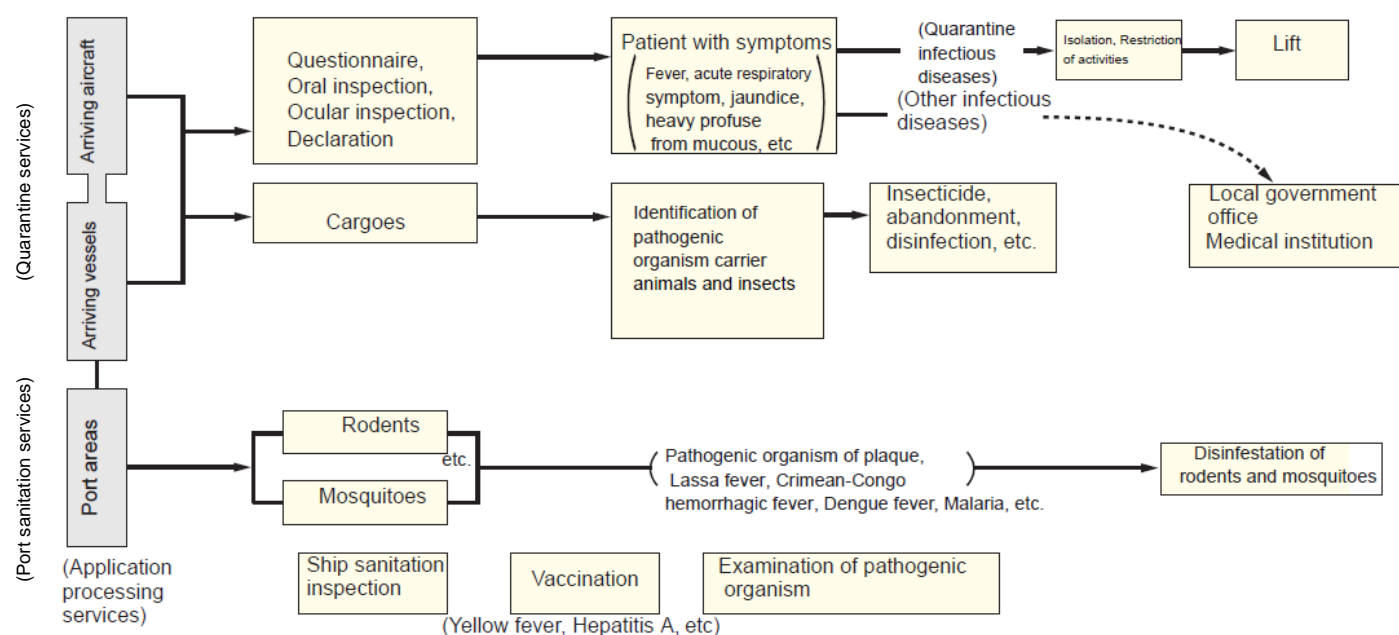 (Quarantine services)
Arriving aircraft
Arriving vessels
Questionnaire,
Oral inspection,
Ocular inspection,
Declaration
Patient with symptoms
Fever, acute respiratory
symptom, jaundice,
heavy profuse
from mucous, etc
(Quarantine
infectious
diseases)
(Other infectious
diseases)
Isolation, Restriction
of activities
Lift
Local government
office
Medical institution
Cargoes
Identification of
pathogenic
organism carrier
animals and insects
Insecticide,
abandonment,
disinfection, etc.
(Port sanitation services)
Port areas
Rodents
etc.
Mosquitoes
(Pathogenic organism of plaque,
Lassa fever, Crimean-Congo
hemorrhagic fever, Dengue fever, Malaria, etc.)
Disinfestation of
rodents and mosquitoes
(Application
processing
services)
Ship sanitation
inspection
Vaccination
(Yellow fever, Hepatitis A, etc)
Examination of pathogenic
organism